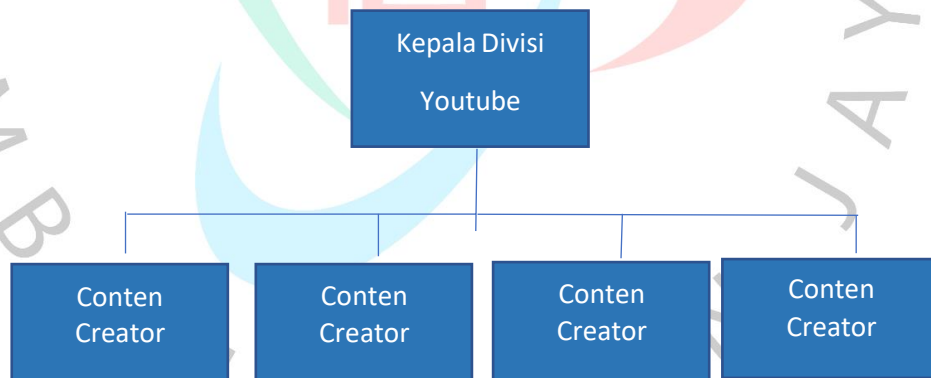 Kepala Divisi
Youtube
Conten
Creator
Conten
Creator
Conten
Creator
Conten
Creator